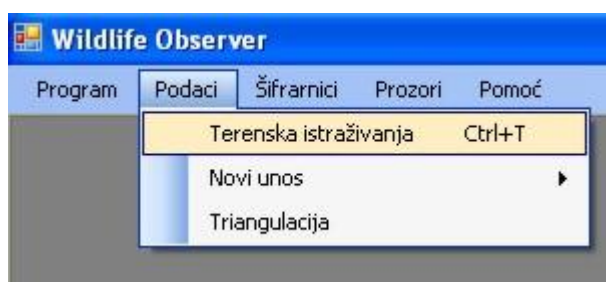 Wildlife Observer
Program Podaci Šifrarnici Prozori Pomoć
Terenska istraživanja Ctrl+T
Novi unos
Triangulacija